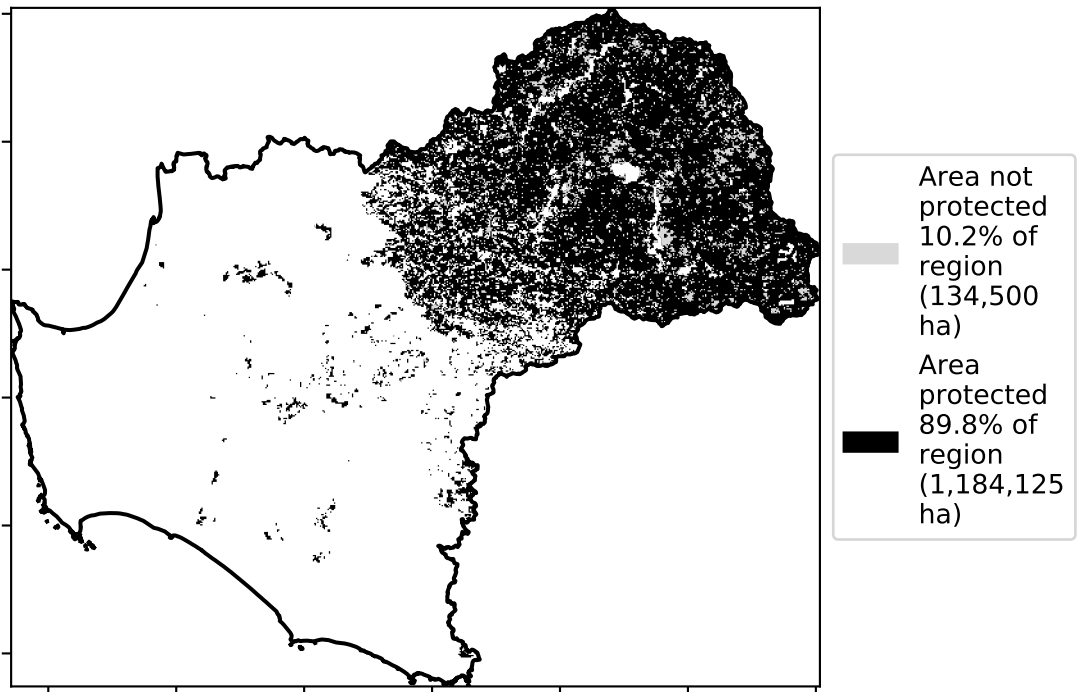 Area not
protected
10.2% of
region
(134,500
ha)
Area
protected
89.8% of
region
(1,184,125
ha)